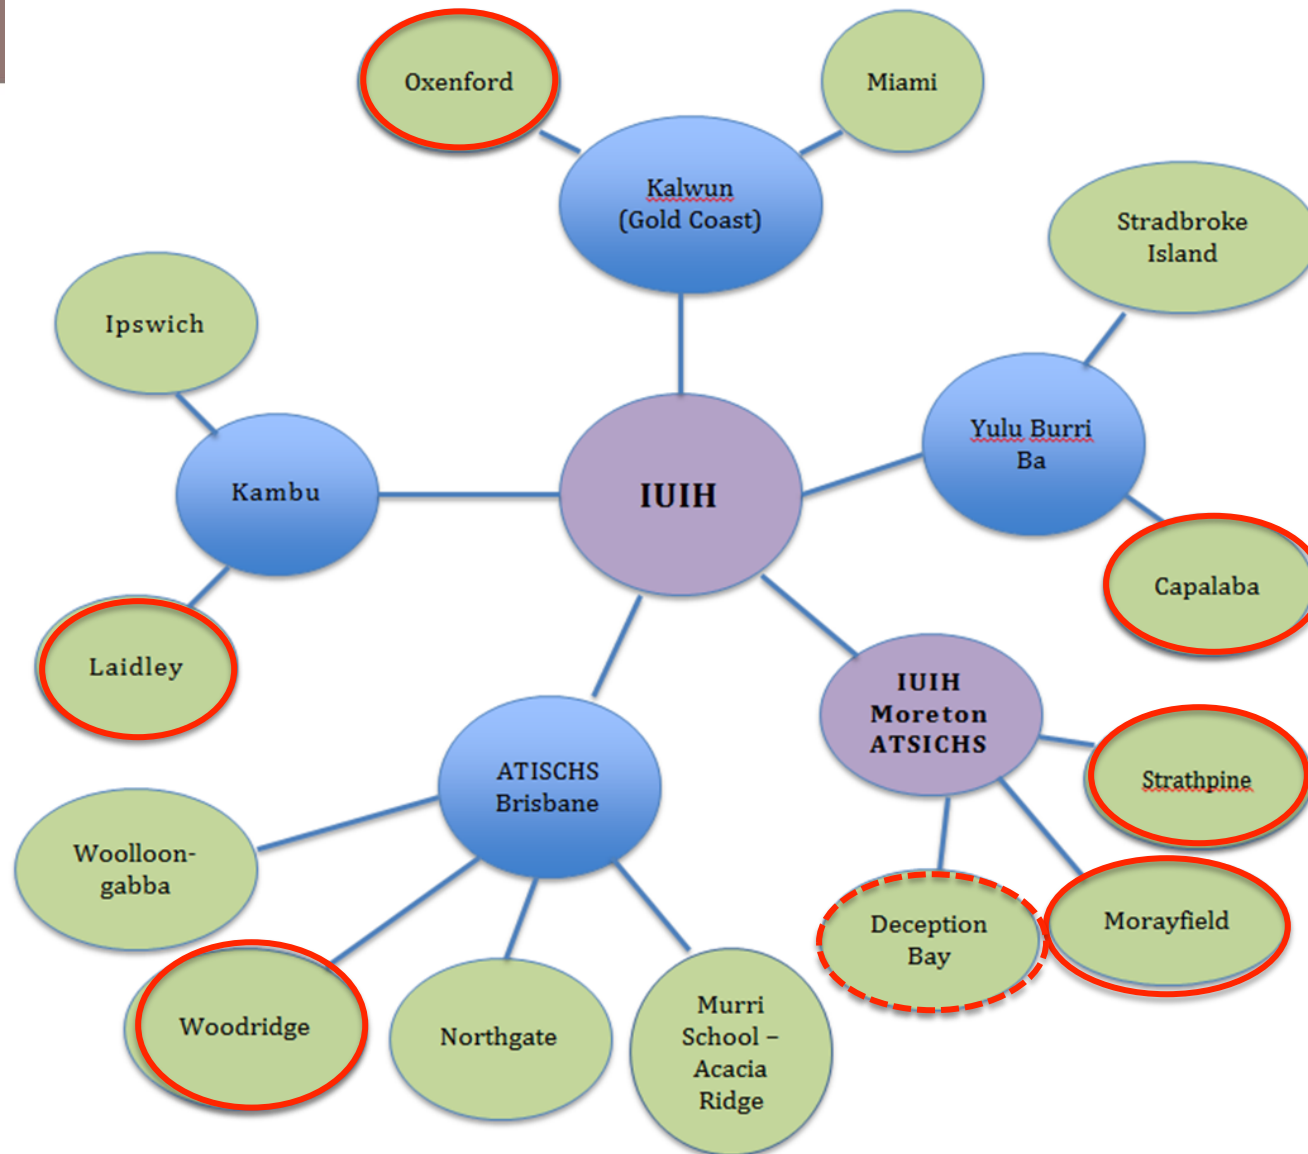 Oxenford
Miami
Kalwun
(Gold Coast)
Stradbroke
Island
Ipswich
Yulu Burri
Ba
Kambu
IUIH
Capalaba
Laidley
IUIH
Moreton
ATSICHS
ATISCHS
Brisbane
Strathpine
Woolloon-
gabba
Deception
Bay
Morayfield
Woodridge
Northgate
Murri
School –
Acacia
Ridge